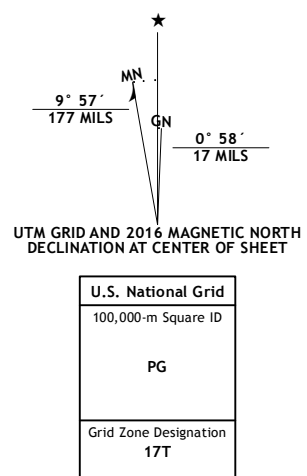 ★
MN
GN
9° 57´
177 MILS
0° 58´
17 MILS
UTM GRID AND 2016 MAGNETIC NORTH
DECLINATION AT CENTER OF SHEET
U.S. National Grid
100,000-m Square ID
PG
Grid Zone Designation
17T